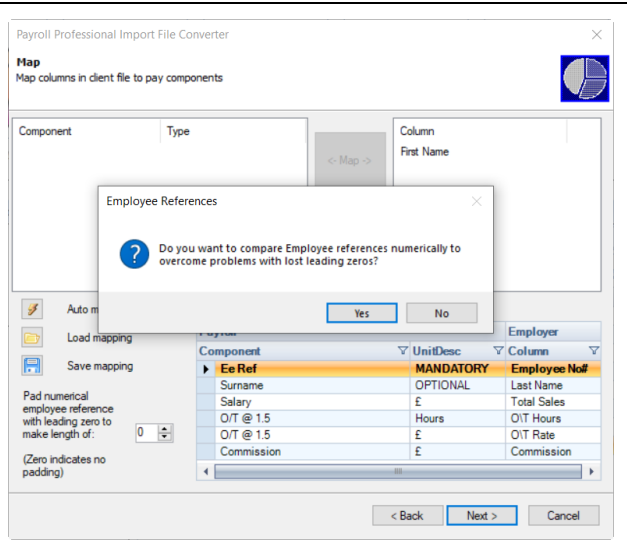 Payroll Professional Import File Converter
Map
Map columns in client file to pay components
Component Type
<- Map ->
Column
First Name
Employee References
Do you want to compare Employee references numerically to
overcome problems with lost leading zeros?
Yes No
Auto m
Load mapping
Save mapping
Pad numerical
employee reference
with leading zero to
make length of: 0
(Zero indicates no
padding)
Payroll Employer
Component UnitDesc Column
Ee Ref MANDATORY Employee No#
Surname OPTIONAL Last Name
Salary £ Total Sales
O/T @ 1.5 Hours O\T Hours
O/T @ 1.5 £ O\T Rate
Commission £ Commission
< Back Next > Cancel